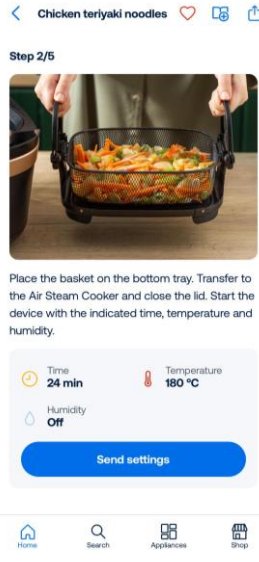 Chicken teriyaki noodles
Step 2/5
Place the basket on the bottom tray. Transfer to
the Air Steam Cooker and close the lid. Start the
device with the indicated time, temperature and
humidity.
Time
24 min
Temperature
180 °C
Humidity
Off
Send settings
Home
Search
Appliances
Shop